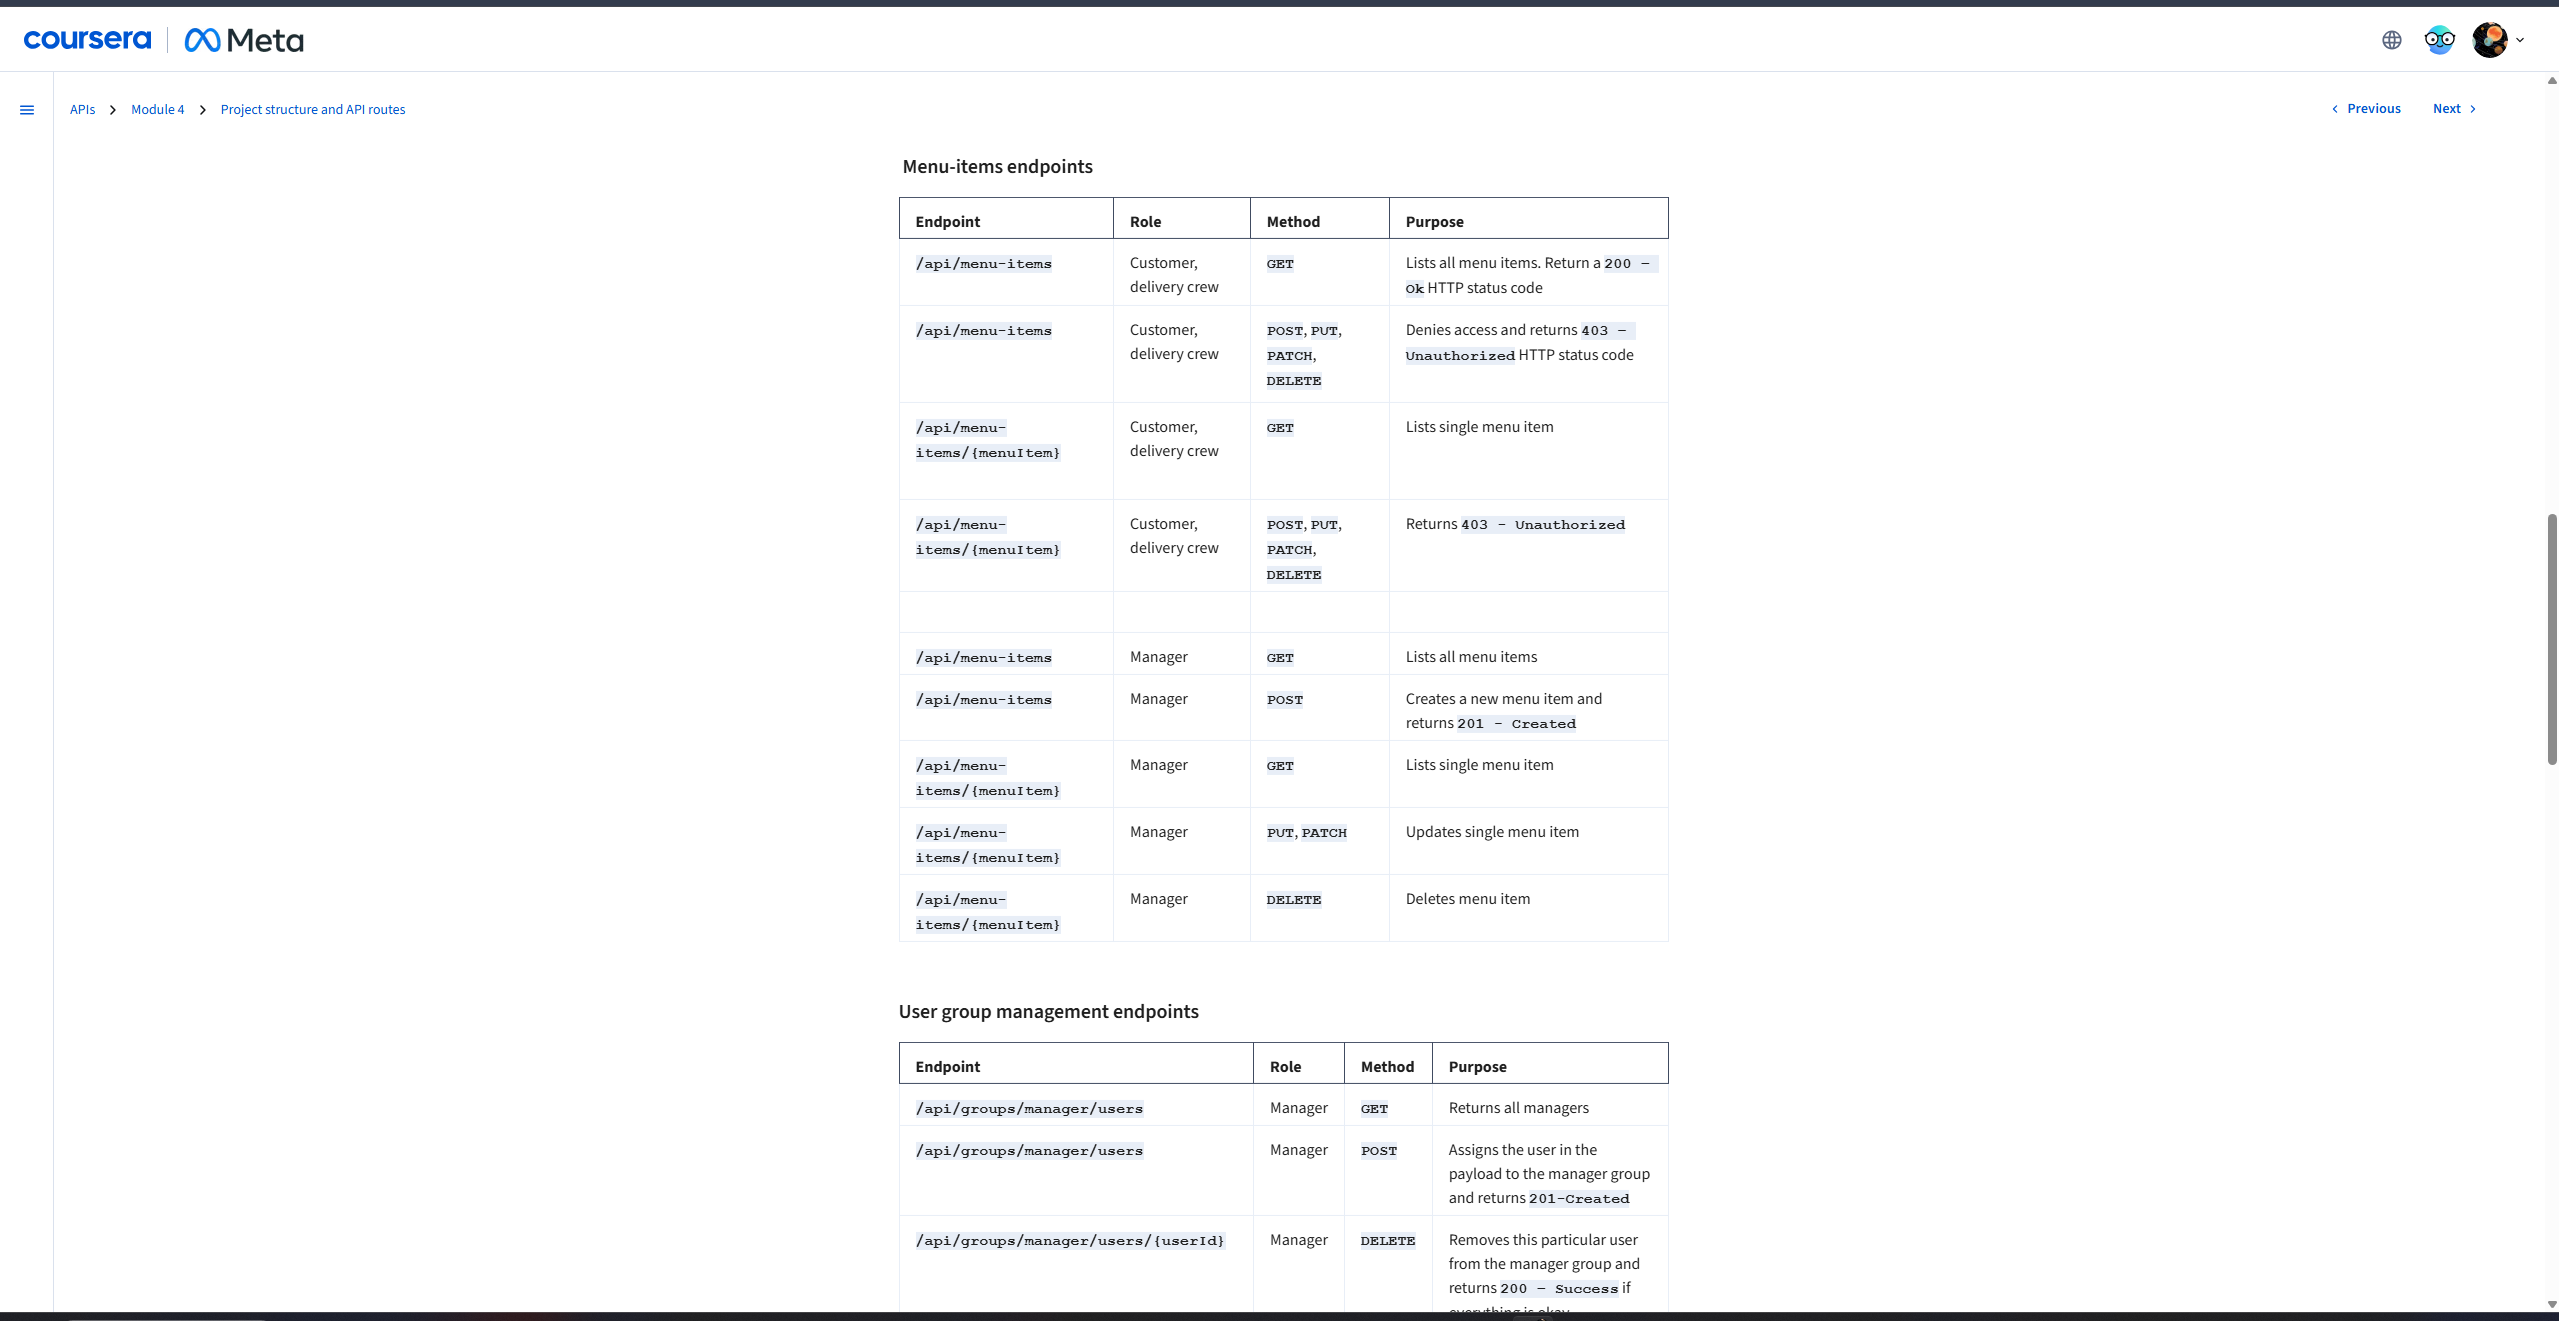 coursera | Meta
APIs > Module 4 > Project structure and API routes
Previous Next
Menu-items endpoints
Endpoint Role Method Purpose
/api/menu-items Customer, delivery crew GET Lists all menu items. Return a 200 – Ok HTTP status code
/api/menu-items Customer, delivery crew POST, PUT, PATCH, DELETE Denies access and returns 403 – Unauthorized HTTP status code
/api/menu-items/{menuItem} Customer, delivery crew GET Lists single menu item
/api/menu-items/{menuItem} Customer, delivery crew POST, PUT, PATCH, DELETE Returns 403 - Unauthorized
/api/menu-items Manager GET Lists all menu items
/api/menu-items Manager POST Creates a new menu item and returns 201 - Created
/api/menu-items/{menuItem} Manager GET Lists single menu item
/api/menu-items/{menuItem} Manager PUT, PATCH Updates single menu item
/api/menu-items/{menuItem} Manager DELETE Deletes menu item
User group management endpoints
Endpoint Role Method Purpose
/api/groups/manager/users Manager GET Returns all managers
/api/groups/manager/users Manager POST Assigns the user in the payload to the manager group and returns 201-Created
/api/groups/manager/users/{userId} Manager DELETE Removes this particular user from the manager group and returns 200 – Success if everything is okay